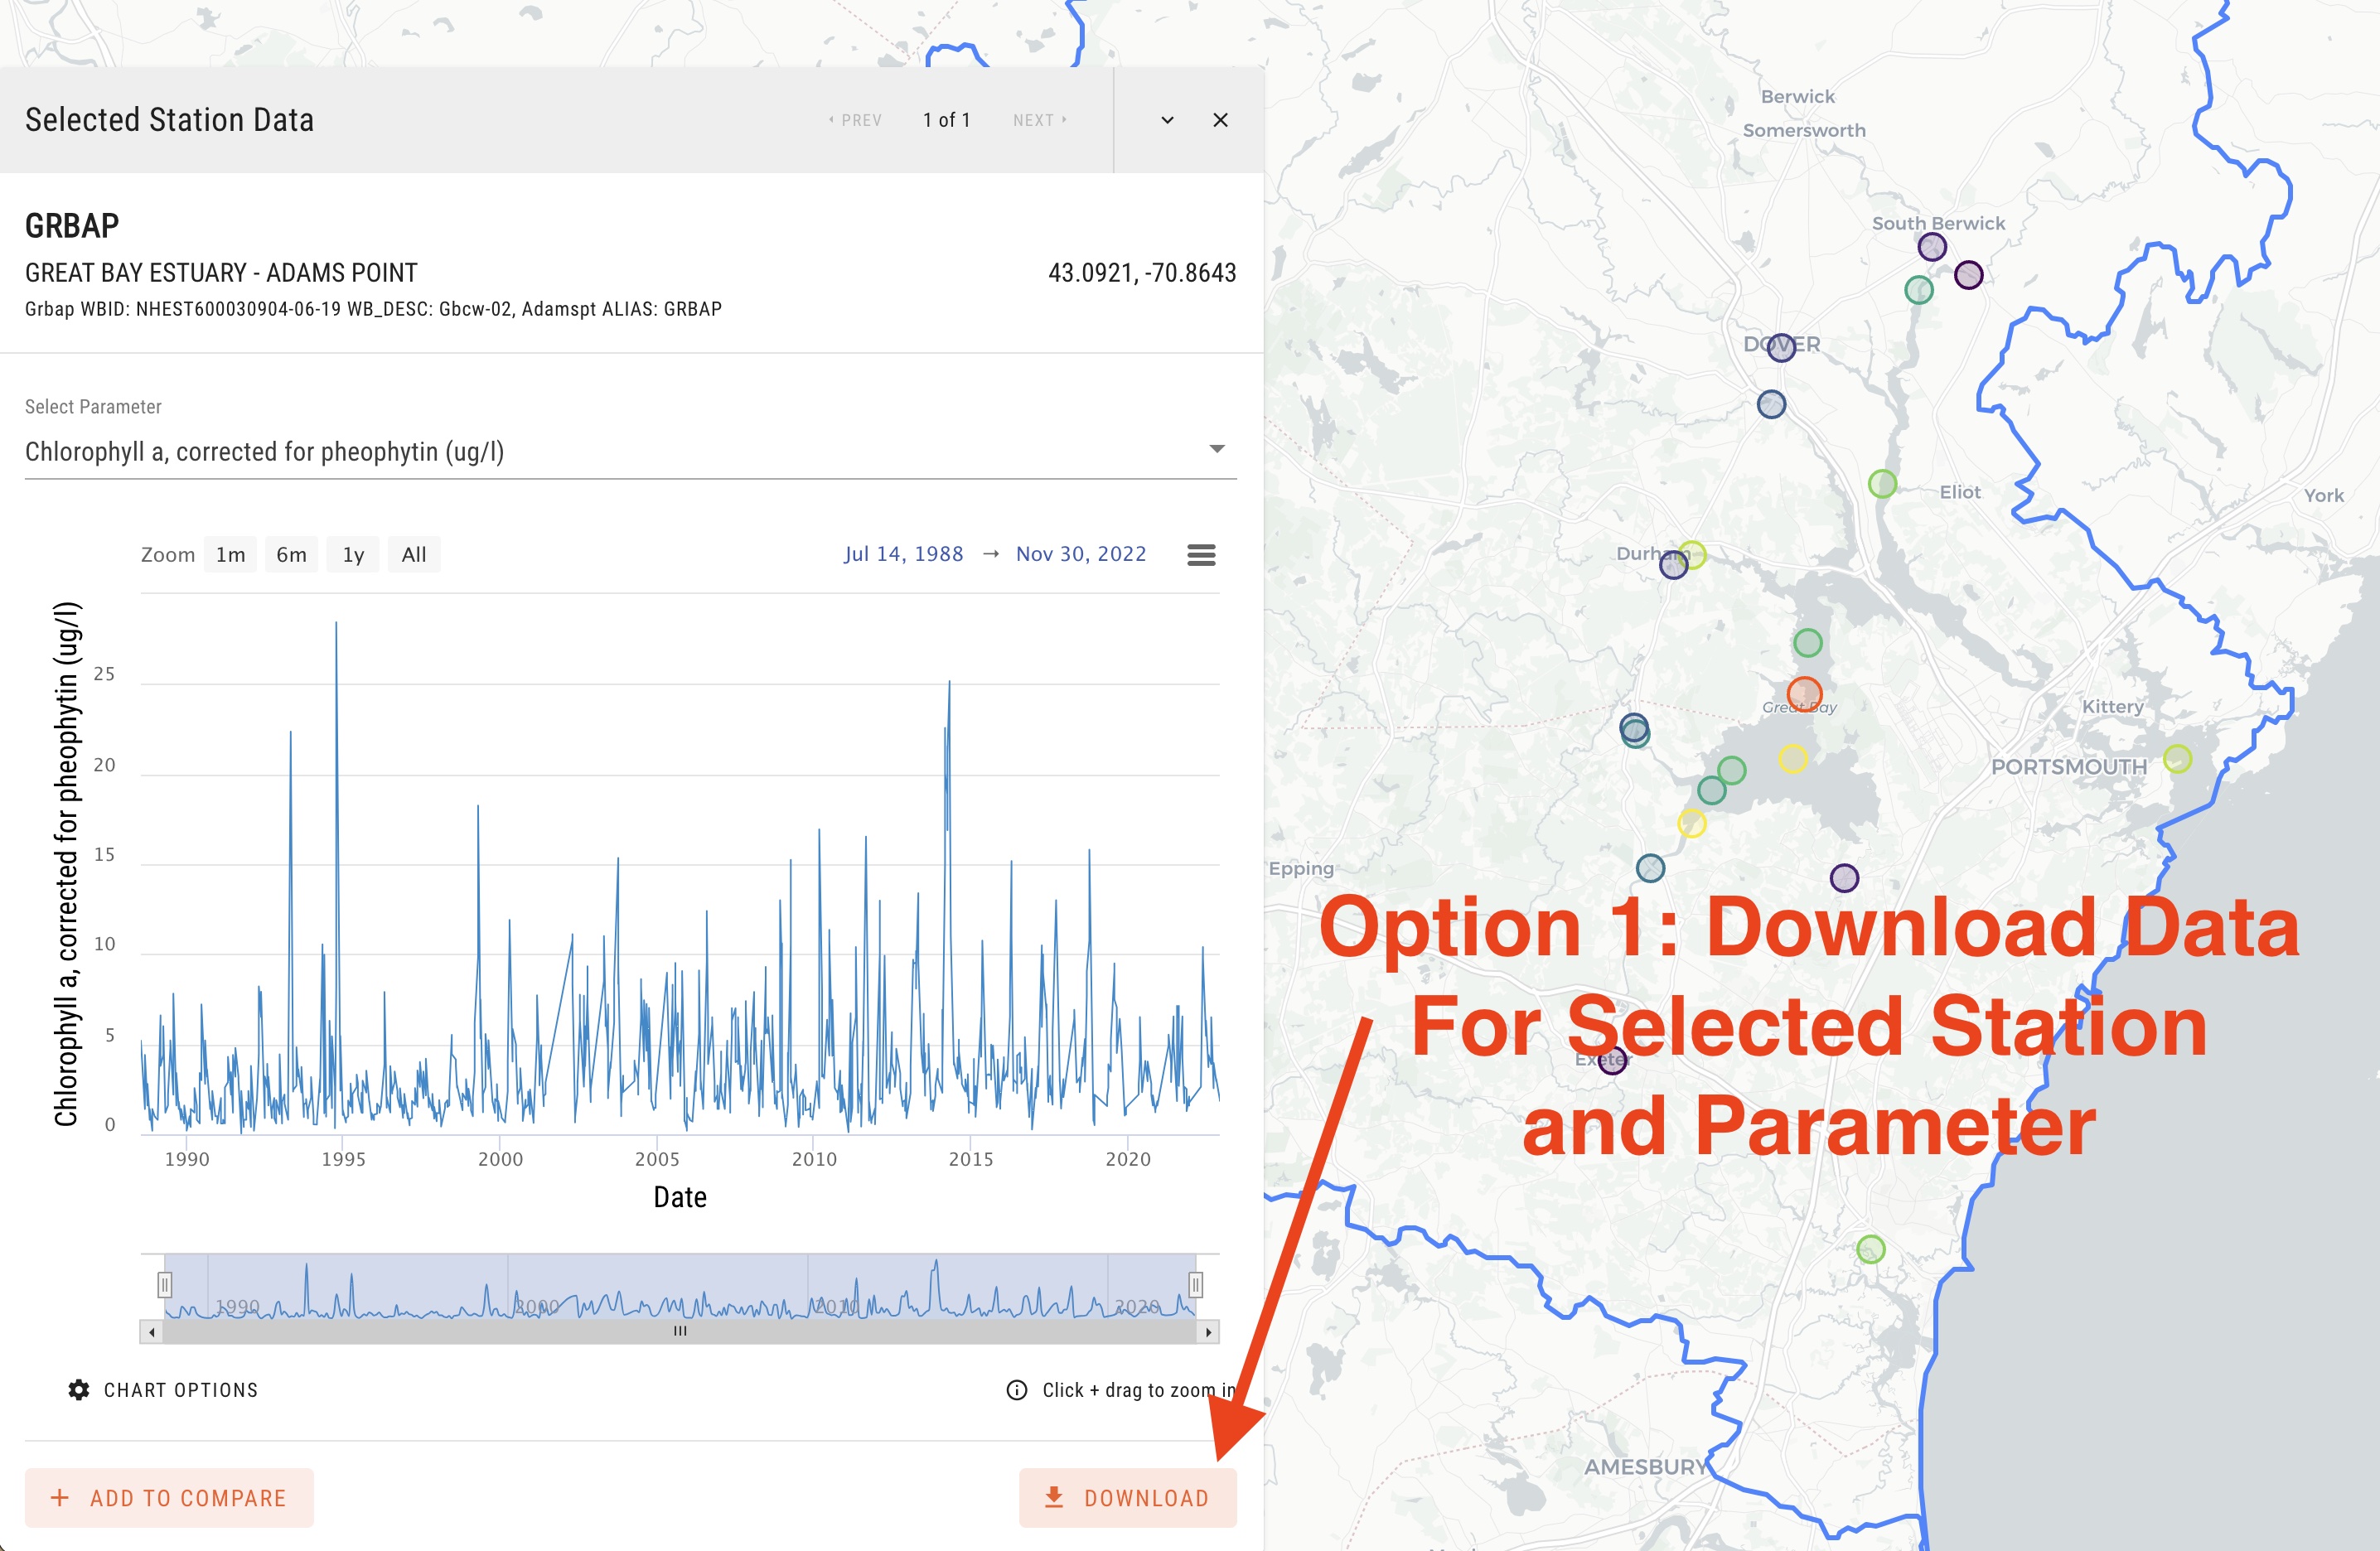 Selected Station Data
PREV
1 of 1
NEXT
GRBAP
GREAT BAY ESTUARY - ADAMS POINT
43.0921, -70.8643
Grbap WBID: NHEST600030904-06-19 WB_DESC: Gbcw-02, Adamspt ALIAS: GRBAP
Select Parameter
Chlorophyll a, corrected for pheophytin (ug/l)
Zoom 1m 6m 1y All
Jul 14, 1988 → Nov 30, 2022
Chlorophyll a, corrected for pheophytin (ug/l)
25
20
15
10
5
0
1990 1995 2000 2005 2010 2015 2020
Date
1990 2000 2010 2020
CHART OPTIONS
Click + drag to zoom in
+ ADD TO COMPARE
DOWNLOAD
Berwick
Somersworth
South Berwick
DOVER
Eliot
York
Durham
Great Bay
Kittery
PORTSMOUTH
Epping
Option 1: Download Data
For Selected Station
and Parameter
Exeter
AMESBURY